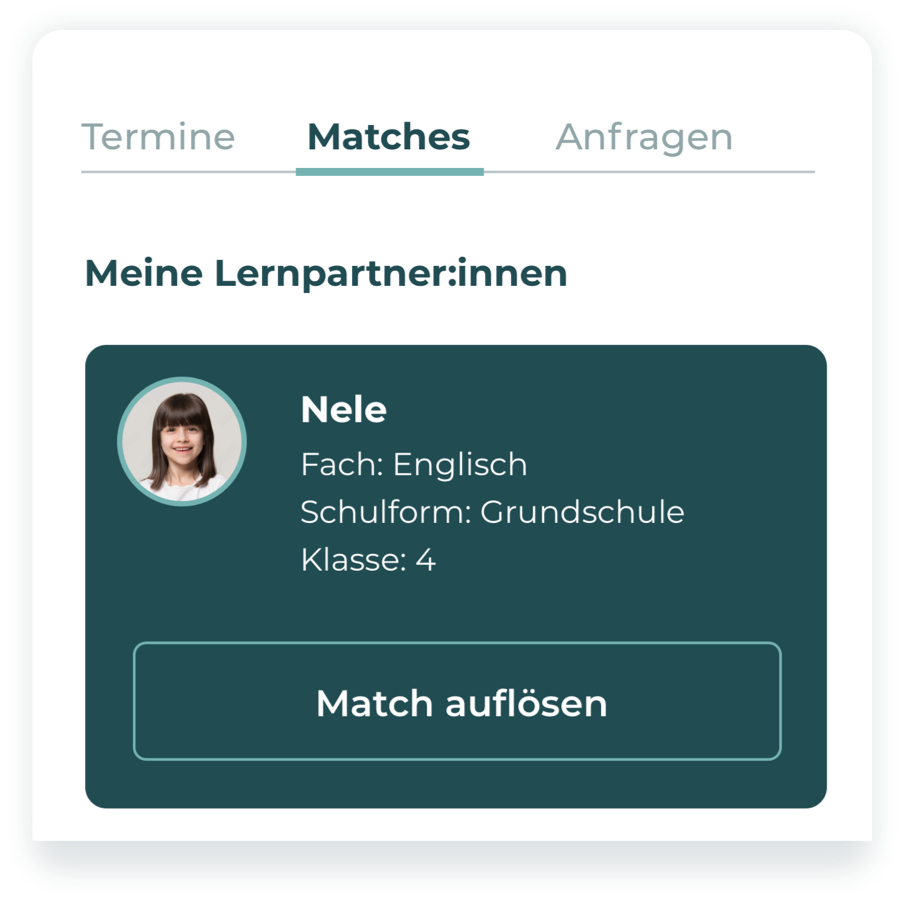 Termine Matches Anfragen
Meine Lernpartner:innen
Nele
Fach: Englisch
Schulform: Grundschule
Klasse: 4
Match auflösen